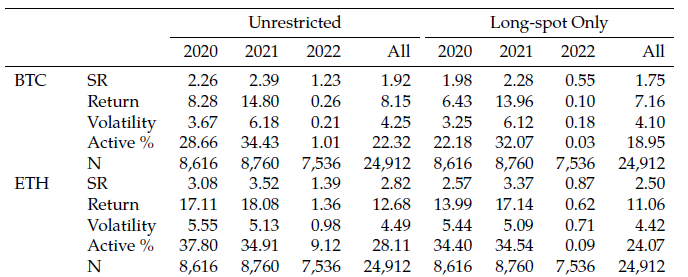 Unrestricted Long-spot Only
2020 2021 2022 All 2020 2021 2022 All
BTC SR 2.26 2.39 1.23 1.92 1.98 2.28 0.55 1.75
Return 8.28 14.80 0.26 8.15 6.43 13.96 0.10 7.16
Volatility 3.67 6.18 0.21 4.25 3.25 6.12 0.18 4.10
Active % 28.66 34.43 1.01 22.32 22.18 32.07 0.03 18.95
N 8,616 8,760 7,536 24,912 8,616 8,760 7,536 24,912
ETH SR 3.08 3.52 1.39 2.82 2.57 3.37 0.87 2.50
Return 17.11 18.08 1.36 12.68 13.99 17.14 0.62 11.06
Volatility 5.55 5.13 0.98 4.49 5.44 5.09 0.71 4.42
Active % 37.80 34.91 9.12 28.11 34.40 34.54 0.09 24.07
N 8,616 8,760 7,536 24,912 8,616 8,760 7,536 24,912